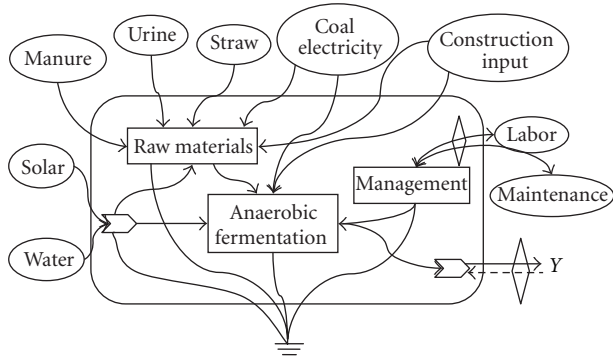 Urine
Straw
Coal
electricity
Construction
input
Manure
Raw materials
Labor
Solar
Management
Maintenance
Anaerobic
fermentation
Water
Y